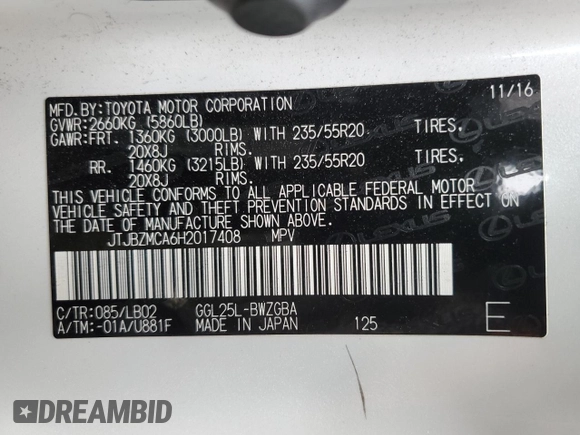 MFD. BY: TOYOTA MOTOR CORPORATION 11/16
GVWR: 2660KG (5860LB)
GAWR: FRT. 1360KG (3000LB) WITH 235/55R20 TIRES.
20X8J RIMS.
RR. 1460KG (3215LB) WITH 235/55R20 TIRES.
20X8J RIMS.
THIS VEHICLE CONFORMS TO ALL APPLICABLE FEDERAL MOTOR
VEHICLE SAFETY AND THEFT PREVENTION STANDARDS IN EFFECT ON
THE DATE OF MANUFACTURE SHOWN ABOVE.
JTJBZMCA6H2017408 MPV
C/TR: 085/LB02 GGL25L-BWZGBA
A/TM: -01A/U881F MADE IN JAPAN 125 E
LEXUS
DREAMBID